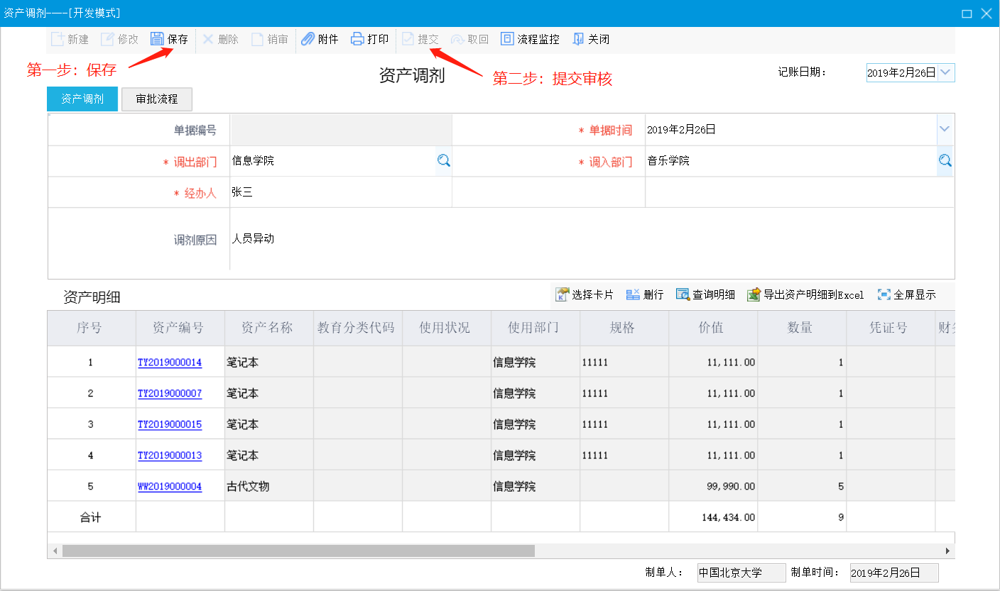 资产调剂----[开发模式]
新建 修改 保存 删除 销审 附件 打印 提交 取回 流程监控 关闭
第一步：保存
资产调剂
第二步：提交审核
记账日期： 2019年2月26日
资产调剂 审批流程
单据编号 * 单据时间 2019年2月26日
* 调出部门 信息学院 * 调入部门 音乐学院
* 经办人 张三
调剂原因 人员异动
资产明细 选择卡片 删行 查询明细 导出资产明细到Excel 全屏显示
序号 资产编号 资产名称 教育分类代码 使用状况 使用部门 规格 价值 数量 凭证号 财
1 TY2019000014 笔记本 信息学院 11111 11,111.00 1
2 TY2019000007 笔记本 信息学院 11111 11,111.00 1
3 TY2019000015 笔记本 信息学院 11111 11,111.00 1
4 TY2019000013 笔记本 信息学院 11111 11,111.00 1
5 WW2019000004 古代文物 信息学院 99,990.00 5
合计 144,434.00 9
制单人： 中国北京大学 制单时间： 2019年2月26日